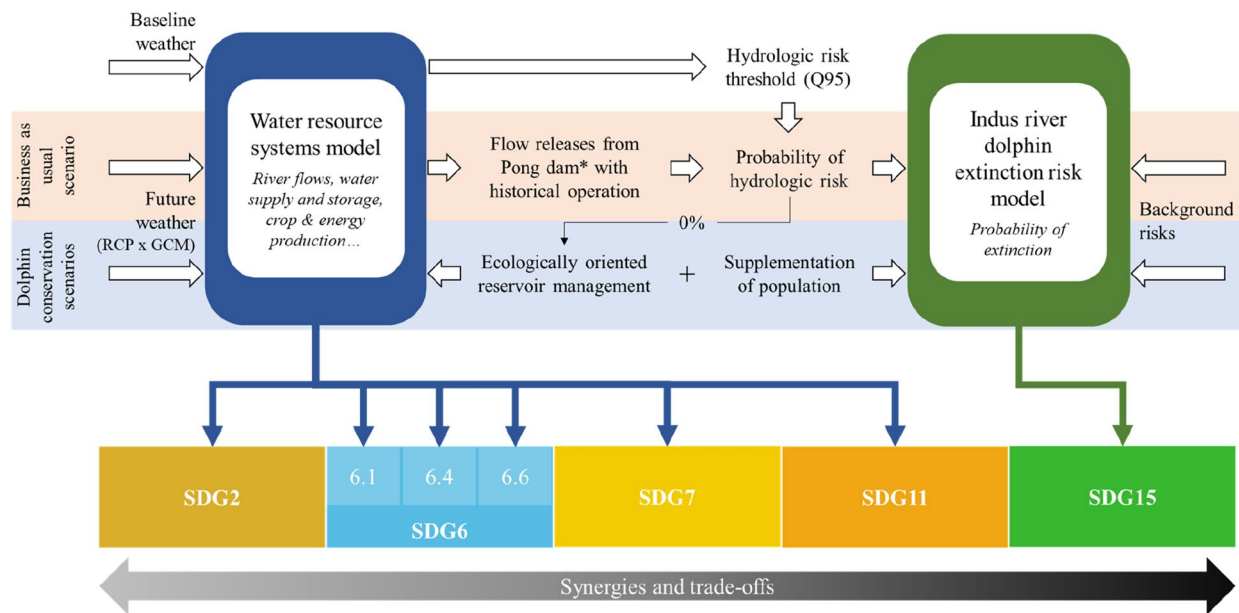 Baseline
weather
Hydrologic risk
threshold (Q95)
Business as
usual
scenario
Water resource
systems model
River flows, water
supply and storage,
crop & energy
production…
Flow releases from
Pong dam* with
historical operation
Probability of
hydrologic risk
Indus river
dolphin
extinction risk
model
Probability of
extinction
Future
weather
(RCP x GCM)
0%
Background
risks
Dolphin
conservation
scenarios
Ecologically oriented
reservoir management
+
Supplementation
of population
SDG2
6.1
6.4
6.6
SDG6
SDG7
SDG11
SDG15
Synergies and trade-offs